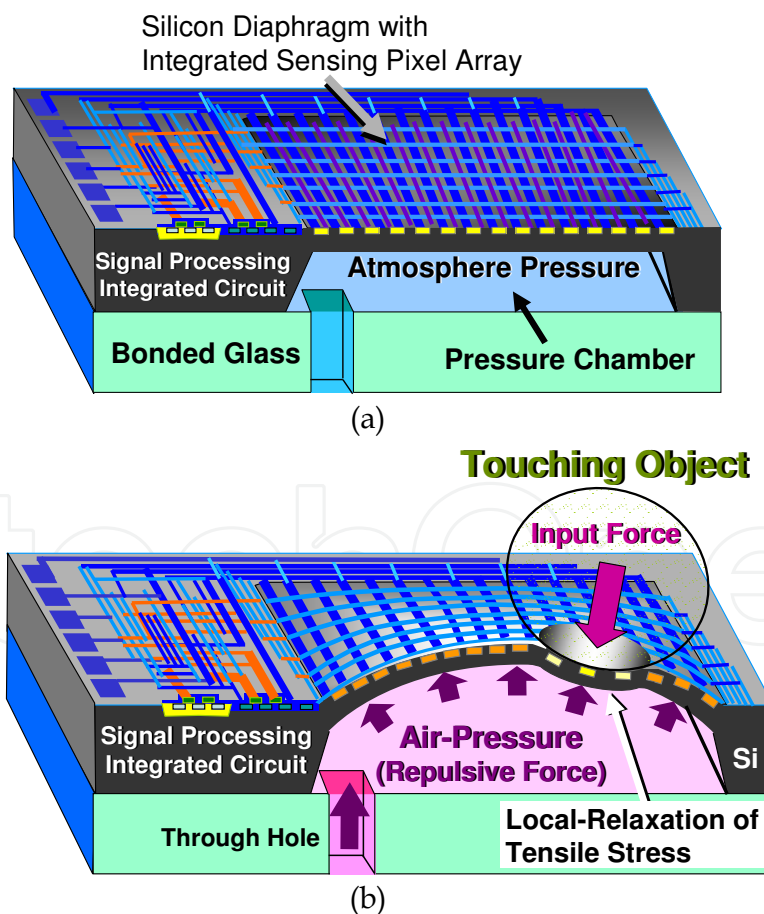 Silicon Diaphragm with
Integrated Sensing Pixel Array
Signal Processing
Integrated Circuit
Atmosphere Pressure
Bonded Glass
Pressure Chamber
(a)
Touching Object
Input Force
Signal Processing
Integrated Circuit
Air-Pressure
(Repulsive Force)
Si
Through Hole
Local-Relaxation of
Tensile Stress
(b)